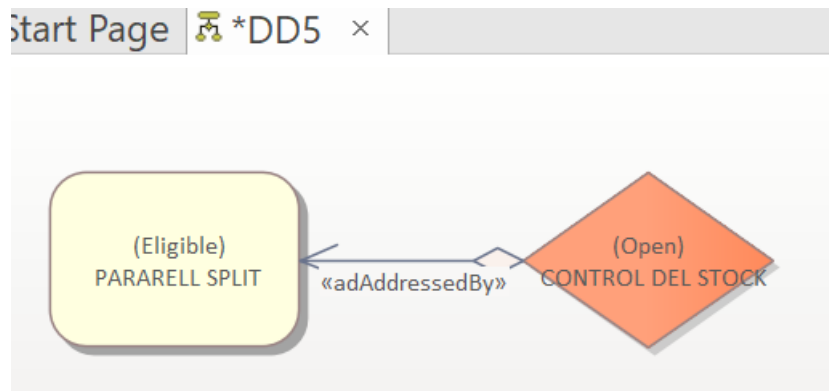 Start Page *DD5 ×
(Eligible)
PARARELL SPLIT
«adAddressedBy»
(Open)
CONTROL DEL STOCK